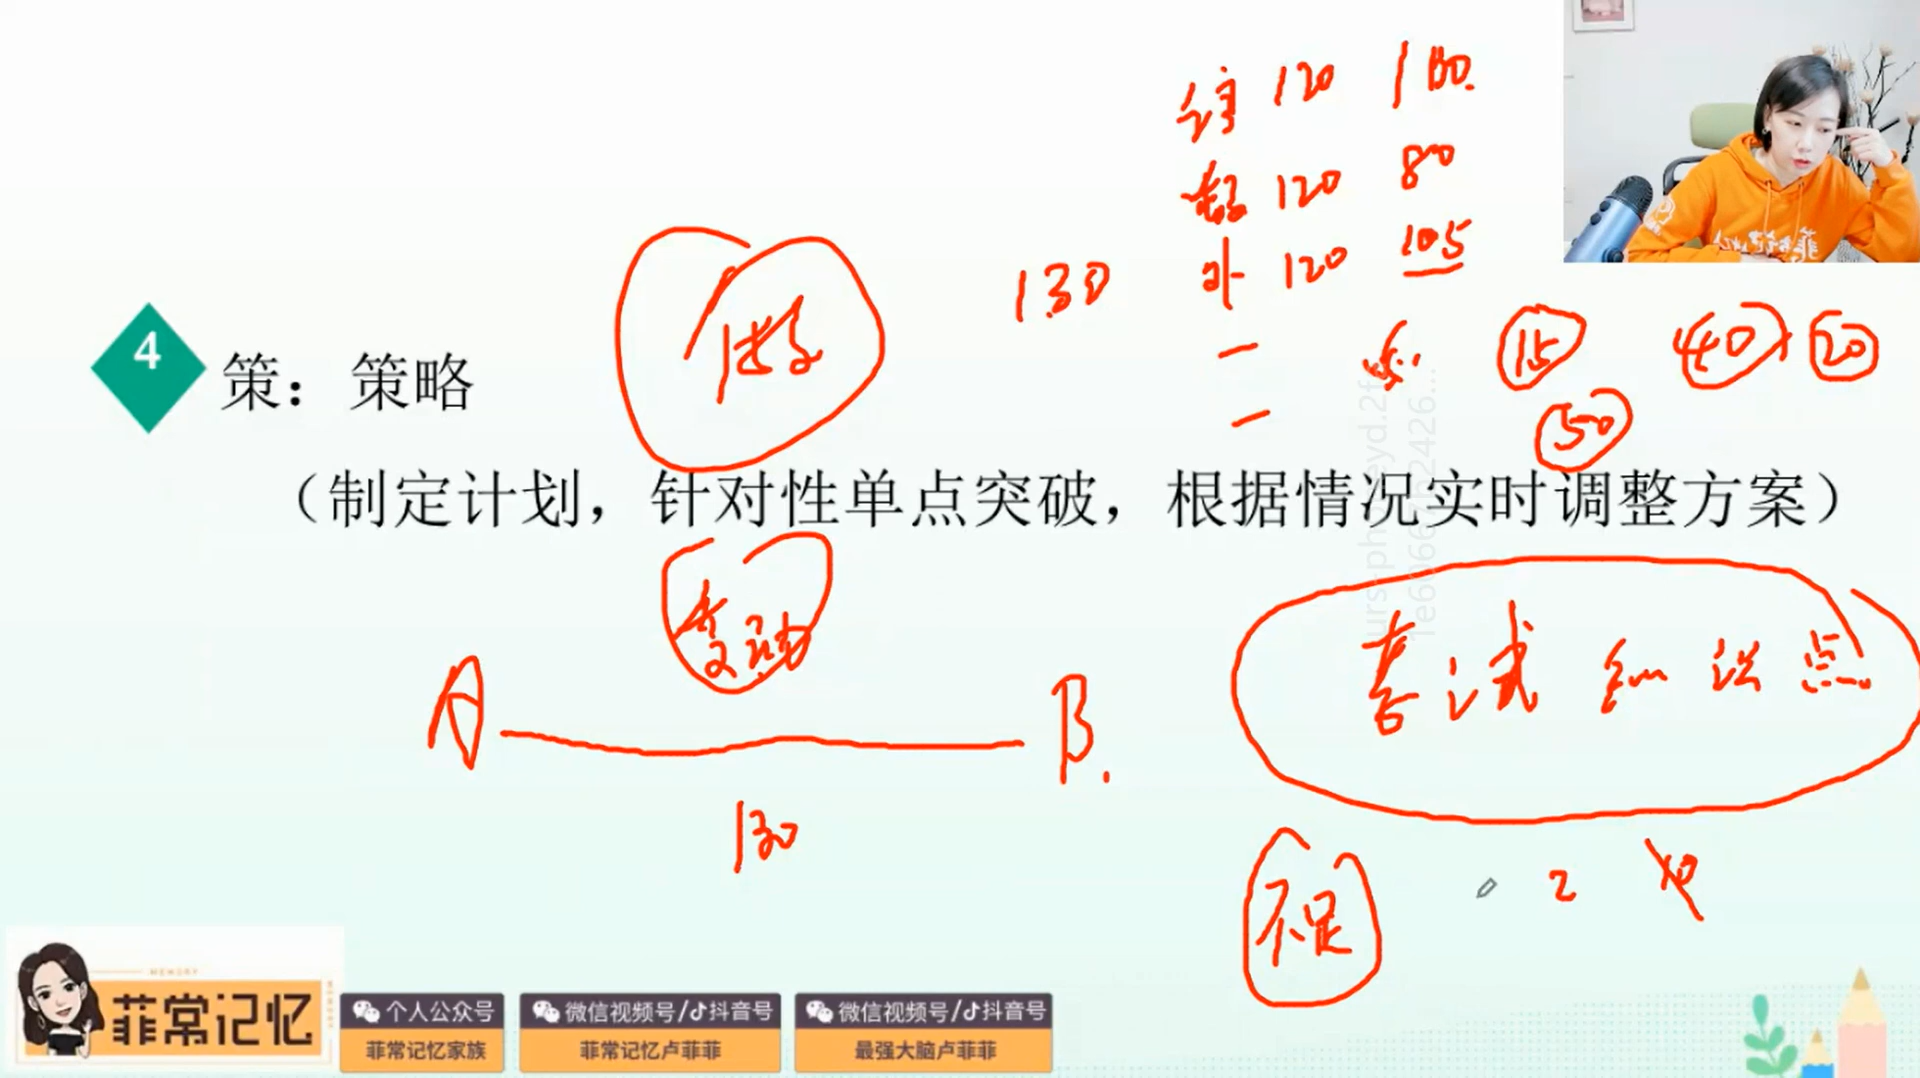 120
120 80
130
外 120 105
15 40 20
4
策：策略
50
（制定计划，针对性单点突破，根据情况实时调整方案）
A B.
考试知识点
130
不足
2
MEMORY
菲常记忆
个人公众号
菲常记忆家族
微信视频号/抖音号
菲常记忆卢菲菲
微信视频号/抖音号
最强大脑卢菲菲